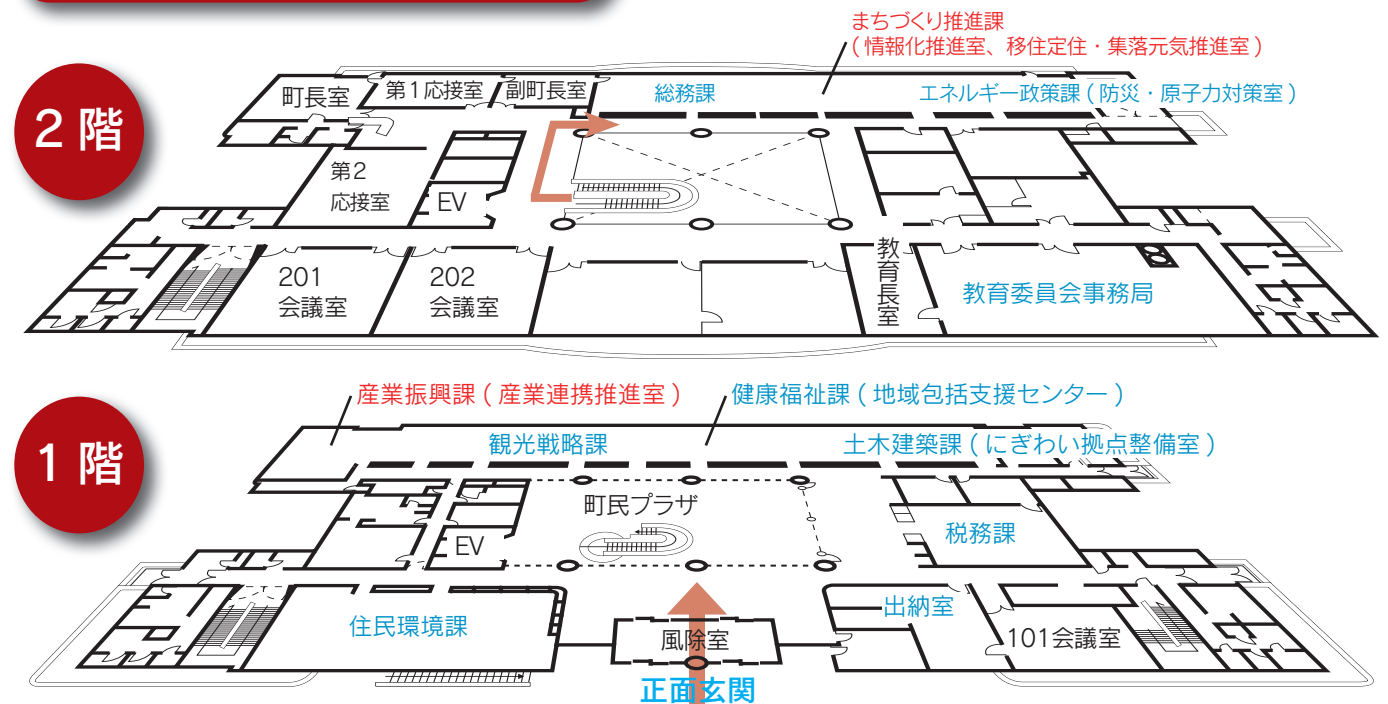 まちづくり推進課
( 情報化推進室、移住定住・集落元気推進室 )
2 階
町長室
第1応接室
副町長室
総務課
エネルギー政策課 ( 防災・原子力対策室 )
第2
応接室
EV
201
会議室
202
会議室
教育長室
教育委員会事務局
産業振興課 ( 産業連携推進室 )
健康福祉課 ( 地域包括支援センター )
1 階
観光戦略課
土木建築課 ( にぎわい拠点整備室 )
町民プラザ
EV
税務課
住民環境課
風除室
出納室
101会議室
正面玄関